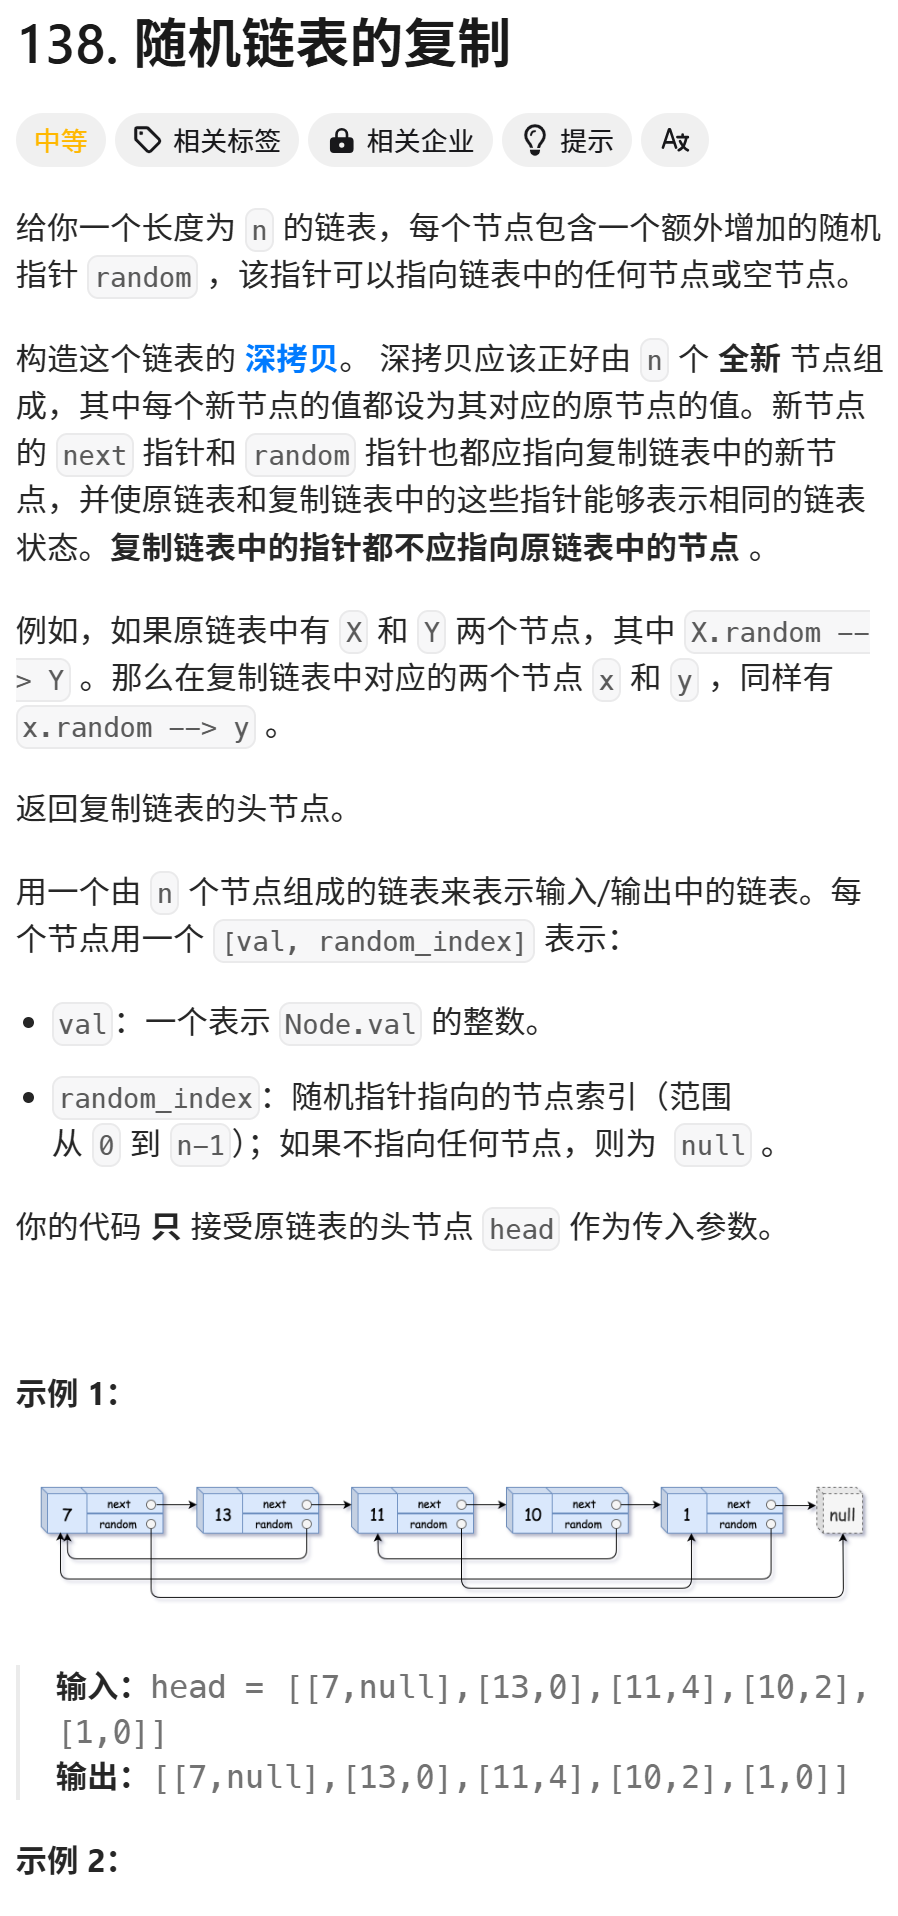 138. 随机链表的复制
中等 相关标签 相关企业 提示
给你一个长度为 n 的链表，每个节点包含一个额外增加的随机
指针 random ，该指针可以指向链表中的任何节点或空节点。
构造这个链表的 深拷贝。 深拷贝应该正好由 n 个 全新 节点组
成，其中每个新节点的值都设为其对应的原节点的值。新节点
的 next 指针和 random 指针也都应指向复制链表中的新节
点，并使原链表和复制链表中的这些指针能够表示相同的链表
状态。复制链表中的指针都不应指向原链表中的节点 。
例如，如果原链表中有 X 和 Y 两个节点，其中 X.random --
> Y 。那么在复制链表中对应的两个节点 x 和 y ，同样有
x.random --> y 。
返回复制链表的头节点。
用一个由 n 个节点组成的链表来表示输入/输出中的链表。每
个节点用一个 [val, random_index] 表示：
• val：一个表示 Node.val 的整数。
• random_index：随机指针指向的节点索引（范围
从 0 到 n-1）；如果不指向任何节点，则为 null 。
你的代码 只 接受原链表的头节点 head 作为传入参数。
示例 1：
7 next random 13 next random 11 next random 10 next random 1 next random null
输入：head = [[7,null],[13,0],[11,4],[10,2],
[1,0]]
输出：[[7,null],[13,0],[11,4],[10,2],[1,0]]
示例 2：